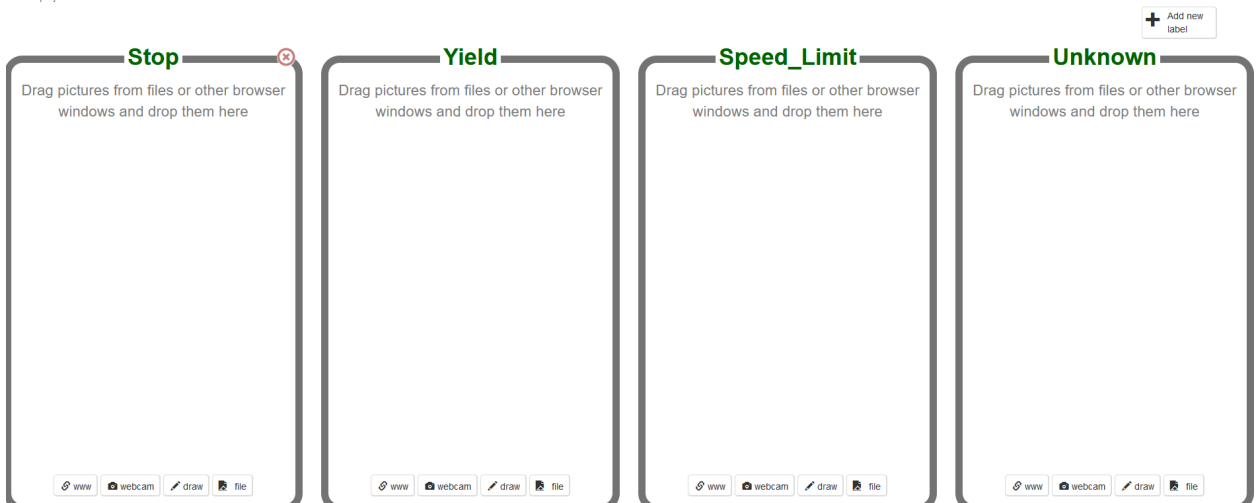 Add new
label
Stop
Yield
Speed_Limit
Unknown
Drag pictures from files or other browser
windows and drop them here
Drag pictures from files or other browser
windows and drop them here
Drag pictures from files or other browser
windows and drop them here
Drag pictures from files or other browser
windows and drop them here
www webcam draw file
www webcam draw file
www webcam draw file
www webcam draw file